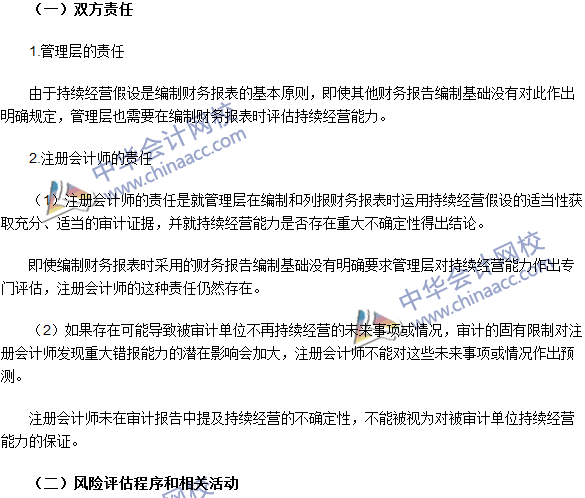 （一）双方责任
1.管理层的责任
由于持续经营假设是编制财务报表的基本原则，即使其他财务报告编制基础没有对此作出
明确规定，管理层也需要在编制财务报表时评估持续经营能力。
2.注册会计师的责任
（1）注册会计师的责任是就管理层在编制和列报财务报表时运用持续经营假设的适当性获
取充分、适当的审计证据，并就持续经营能力是否存在重大不确定性得出结论。
即使编制财务报表时采用的财务报告编制基础没有明确要求管理层对持续经营能力作出专
门评估，注册会计师的这种责任仍然存在。
（2）如果存在可能导致被审计单位不再持续经营的未来事项或情况，审计的固有限制对注
册会计师发现重大错报能力的潜在影响会加大，注册会计师不能对这些未来事项或情况作出预
测。
注册会计师未在审计报告中提及持续经营的不确定性，不能被视为对被审计单位持续经营
能力的保证。
（二）风险评估程序和相关活动
中华会计网校
www.chinaacc.com
中华会计网校
www.chinaacc.com